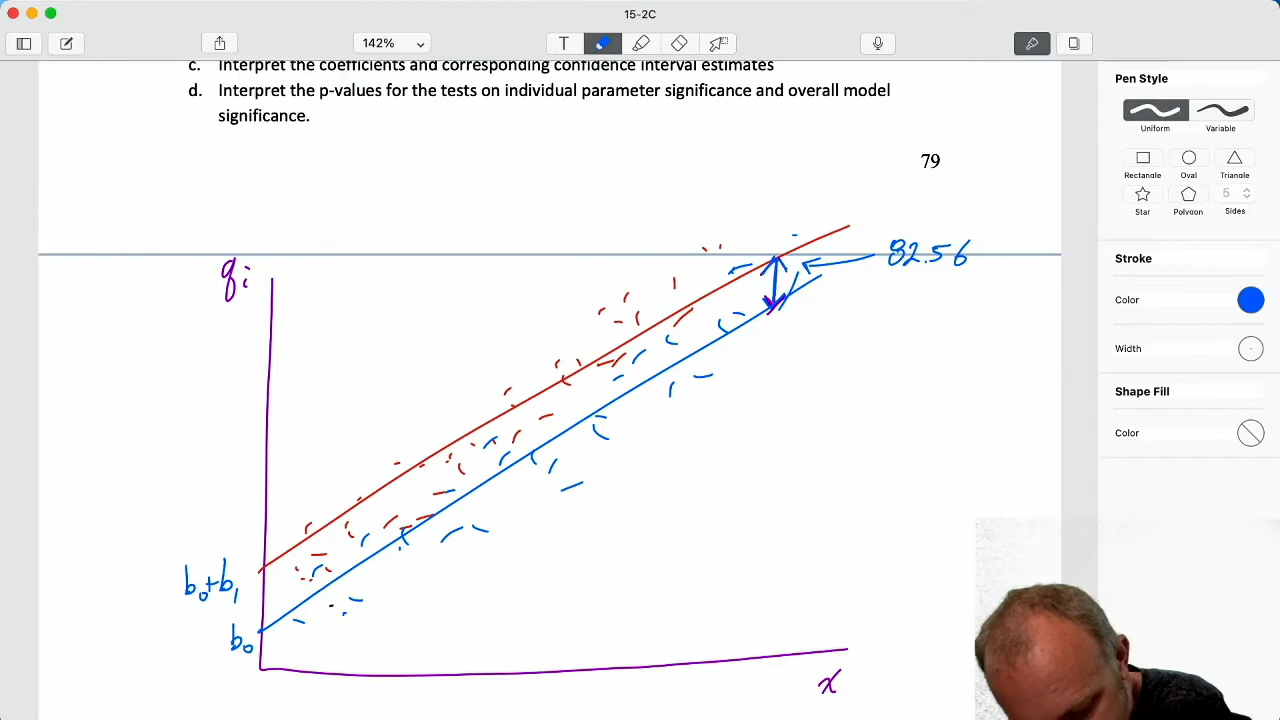 15-2C
142%
T
c. Interpret the coefficients and corresponding confidence interval estimates
d. Interpret the p-values for the tests on individual parameter significance and overall model
significance.
79
Pen Style
Uniform
Variable
Rectangle
Oval
Triangle
Star
Polygon
5
Sides
Stroke
Color
Width
Shape Fill
Color
qi
82.56
b₀+b₁
b₀
x